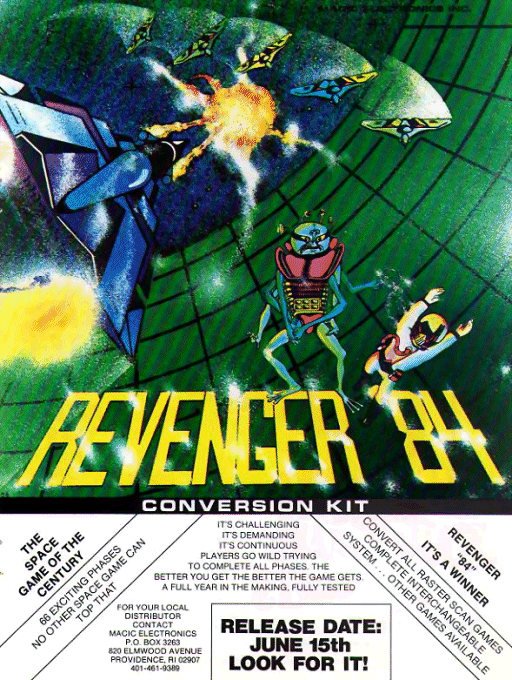 MAGIC ELECTRONICS INC.
REVENGER '84
CONVERSION KIT
THE
SPACE
GAME OF THE
CENTURY
66 EXCITING PHASES
NO OTHER SPACE GAME CAN
TOP THAT
IT'S CHALLENGING
IT'S DEMANDING
IT'S CONTINUOUS
PLAYERS GO WILD TRYING
TO COMPLETE ALL PHASES. THE
BETTER YOU GET THE BETTER THE GAME GETS.
A FULL YEAR IN THE MAKING, FULLY TESTED
CONVERT ALL RASTER SCAN GAMES
COMPLETE INTERCHANGEABLE
SYSTEM... OTHER GAMES AVAILABLE
REVENGER
"84"
IT'S A WINNER
FOR YOUR LOCAL
DISTRIBUTOR
CONTACT
MACIC ELECTRONICS
P.O. BOX 3263
820 ELMWOOD AVENUE
PROVIDENCE, RI 02907
401-461-9389
RELEASE DATE:
JUNE 15th
LOOK FOR IT!